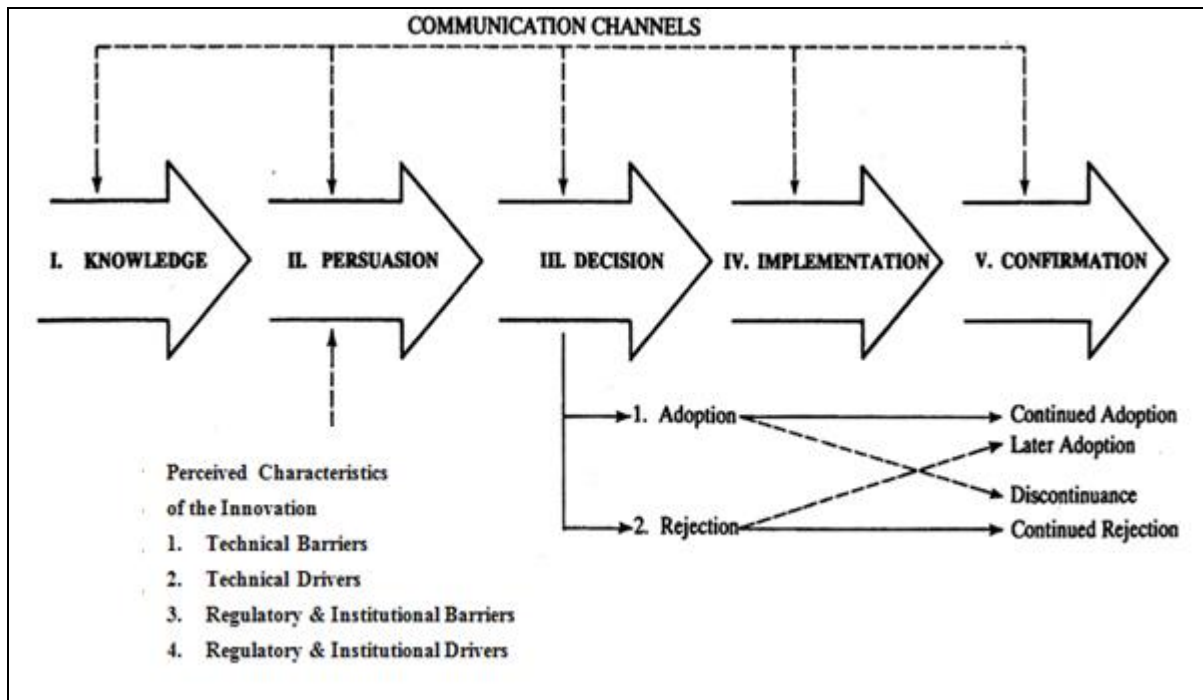 COMMUNICATION CHANNELS
I. KNOWLEDGE
II. PERSUASION
III. DECISION
IV. IMPLEMENTATION
V. CONFIRMATION
1. Adoption
Continued Adoption
Later Adoption
Discontinuance
2. Rejection
Continued Rejection
Perceived Characteristics
of the Innovation
1. Technical Barriers
2. Technical Drivers
3. Regulatory & Institutional Barriers
4. Regulatory & Institutional Drivers